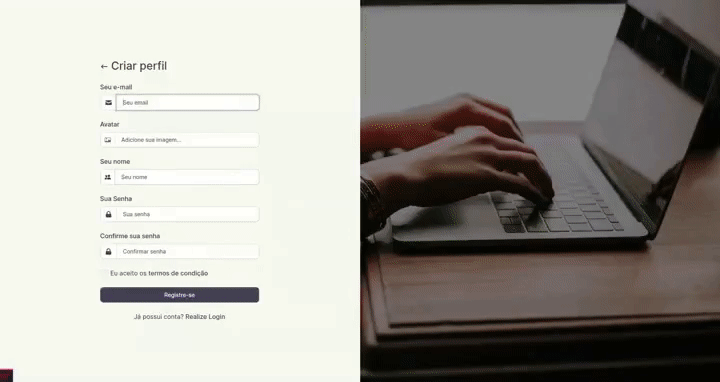 ← Criar perfil
Seu e-mail
Seu email
Avatar
Adicione sua imagem...
Seu nome
Seu nome
Sua Senha
Sua senha
Confirme sua senha
Confirmar senha
Eu aceito os termos de condição
Registre-se
Já possui conta? Realize Login